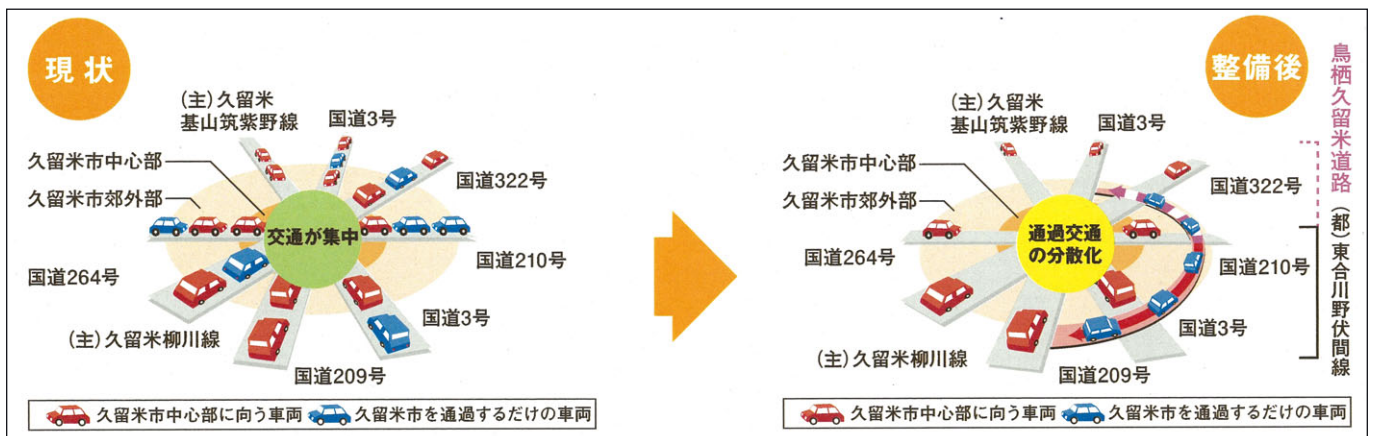 現状
(主)久留米
基山筑紫野線
国道3号
久留米市中心部
久留米市郊外部
国道322号
交通が集中
国道210号
国道264号
国道3号
(主)久留米柳川線
国道209号
久留米市中心部に向う車両 久留米市を通過するだけの車両
整備後
(主)久留米
基山筑紫野線
国道3号
久留米市中心部
久留米市郊外部
国道322号
通過交通
の分散化
国道210号
国道264号
国道3号
(主)久留米柳川線
国道209号
鳥栖久留米道路
(都)東合川野伏間線
久留米市中心部に向う車両 久留米市を通過するだけの車両